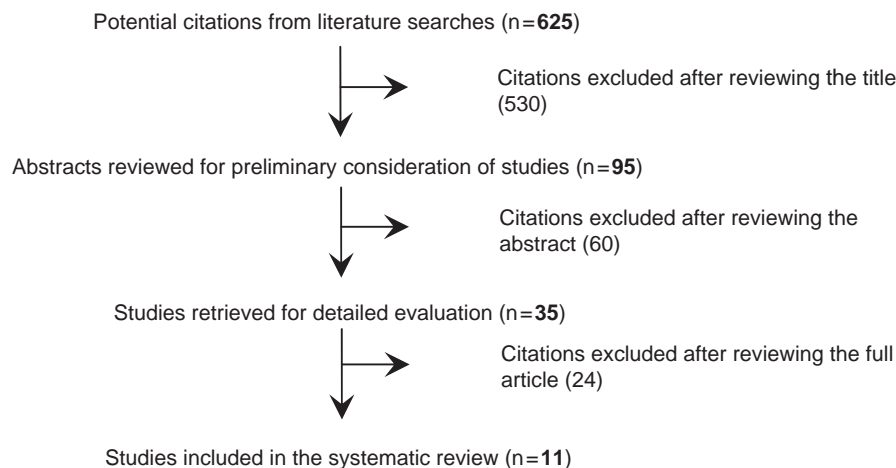 Potential citations from literature searches (n=625)
Citations excluded after reviewing the title
(530)
Abstracts reviewed for preliminary consideration of studies (n=95)
Citations excluded after reviewing the
abstract (60)
Studies retrieved for detailed evaluation (n=35)
Citations excluded after reviewing the full
article (24)
Studies included in the systematic review (n=11)